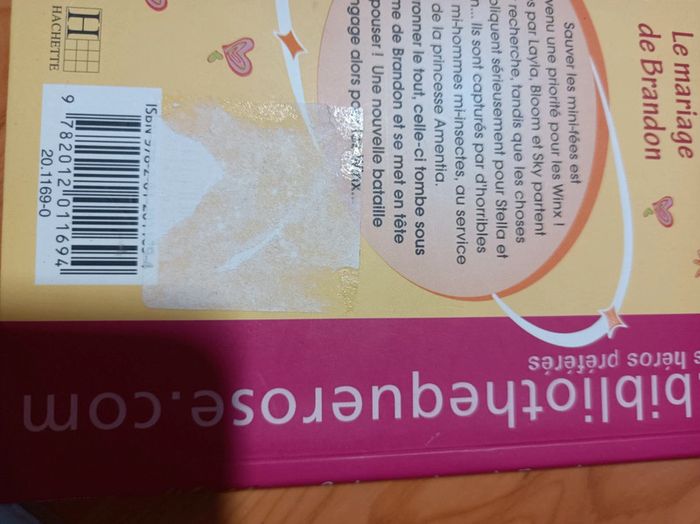 Le mariage
de Brandon
Sauver les mini-fées est
venu une priorité pour les Winx !
s par Layla, Bloom et Sky partent
recherche, tandis que les choses
pliquent sérieusement pour Stella et
n... Ils sont capturés par d'horribles
mi-hommes mi-insectes, au service
de la princesse Amentia.
ronner le tout, celle-ci tombe sous
me de Brandon et se met en tête
pouser ! Une nouvelle bataille
ngage alors po Winx...
HACHETTE
ISBN
9 782012 011694
20.1169-0
s héros préférés
bibliothequerose.com